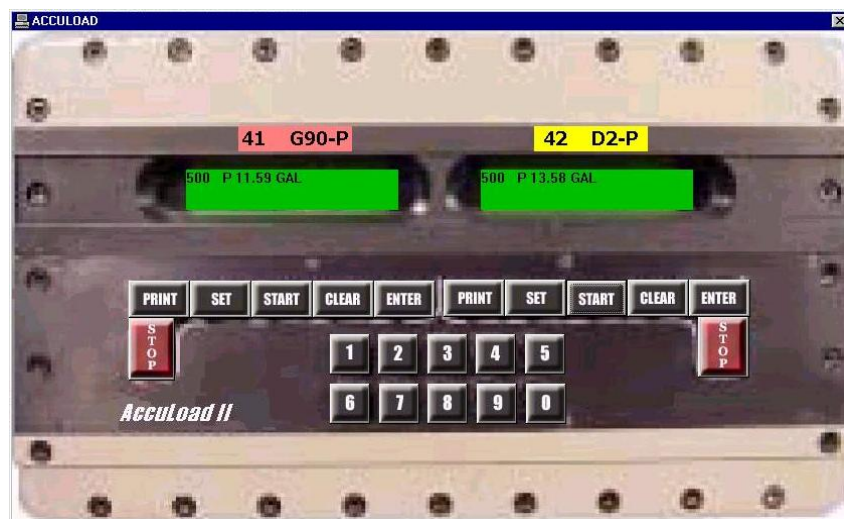 ACCULOAD
41 G90-P
42 D2-P
500 P 11.59 GAL
500 P 13.58 GAL
PRINT SET START CLEAR ENTER PRINT SET START CLEAR ENTER
STOP
STOP
1 2 3 4 5
6 7 8 9 0
AccuLoad II